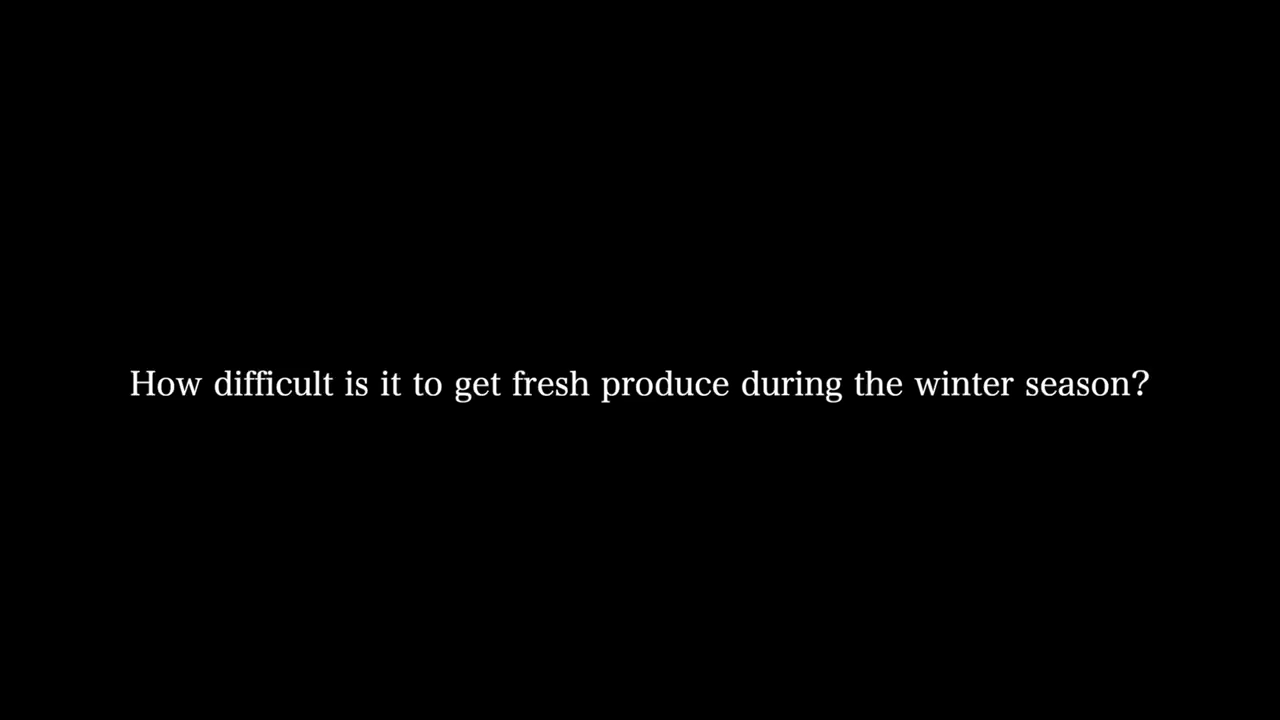 How difficult is it to get fresh produce during the winter season?